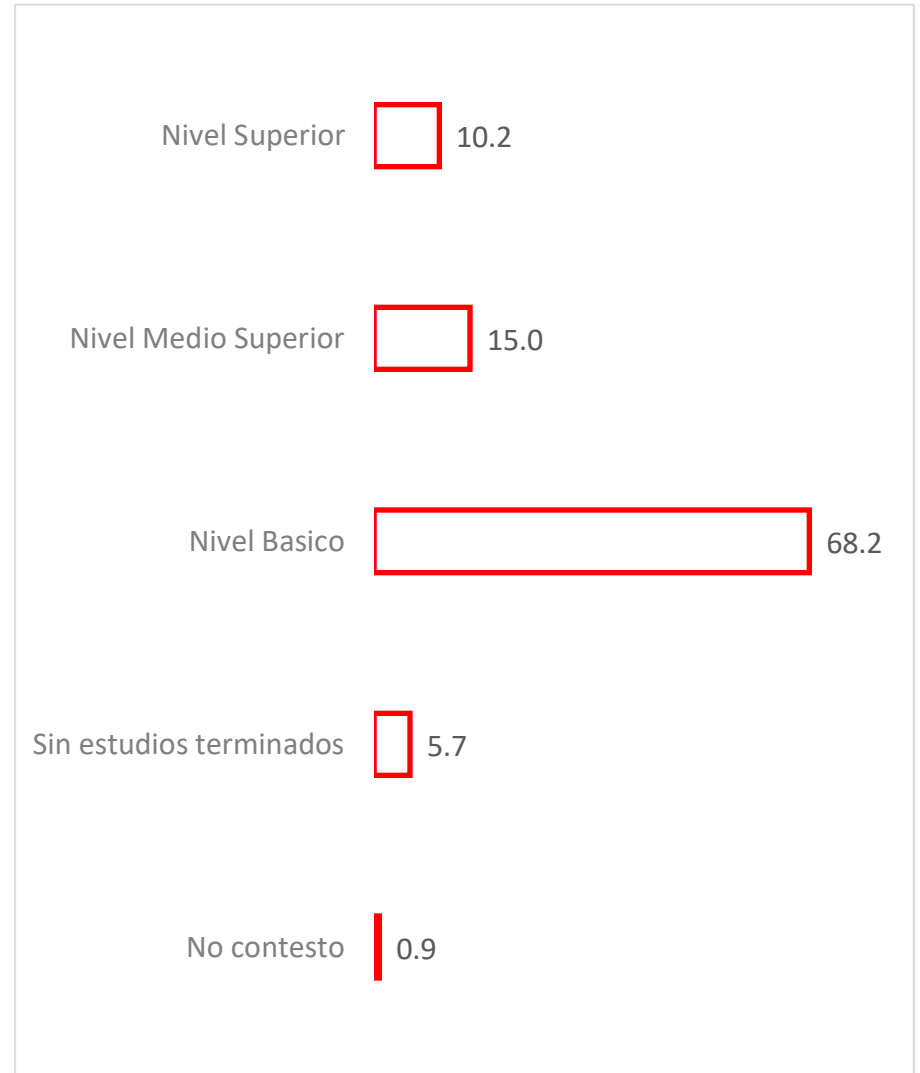 Nivel Superior 10.2
Nivel Medio Superior 15.0
Nivel Basico 68.2
Sin estudios terminados 5.7
No contesto 0.9